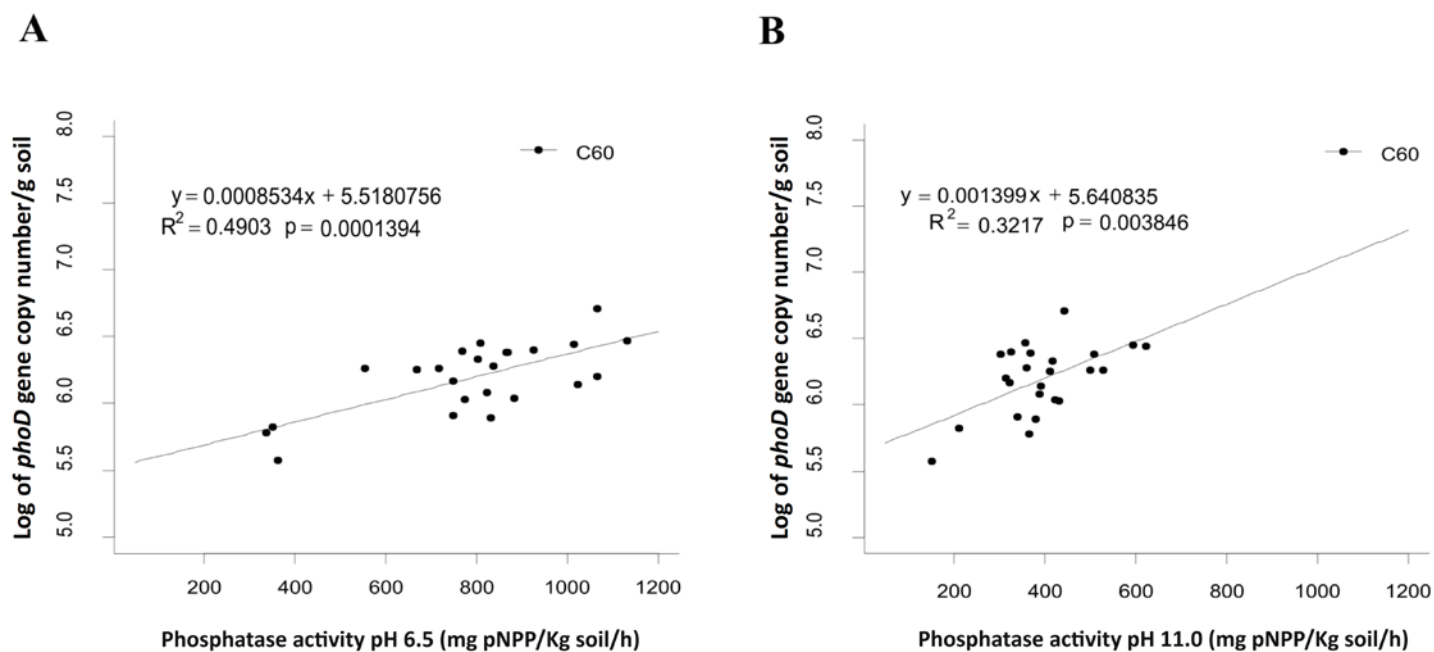 A
Log of phoD gene copy number/g soil
8.0
7.5
7.0
6.5
6.0
5.5
5.0
C60
y = 0.0008534x + 5.5180756
R² = 0.4903 p = 0.0001394
200 400 600 800 1000 1200
Phosphatase activity pH 6.5 (mg pNPP/Kg soil/h)
B
Log of phoD gene copy number/g soil
8.0
7.5
7.0
6.5
6.0
5.5
5.0
C60
y = 0.001399x + 5.640835
R² = 0.3217 p = 0.003846
200 400 600 800 1000 1200
Phosphatase activity pH 11.0 (mg pNPP/Kg soil/h)